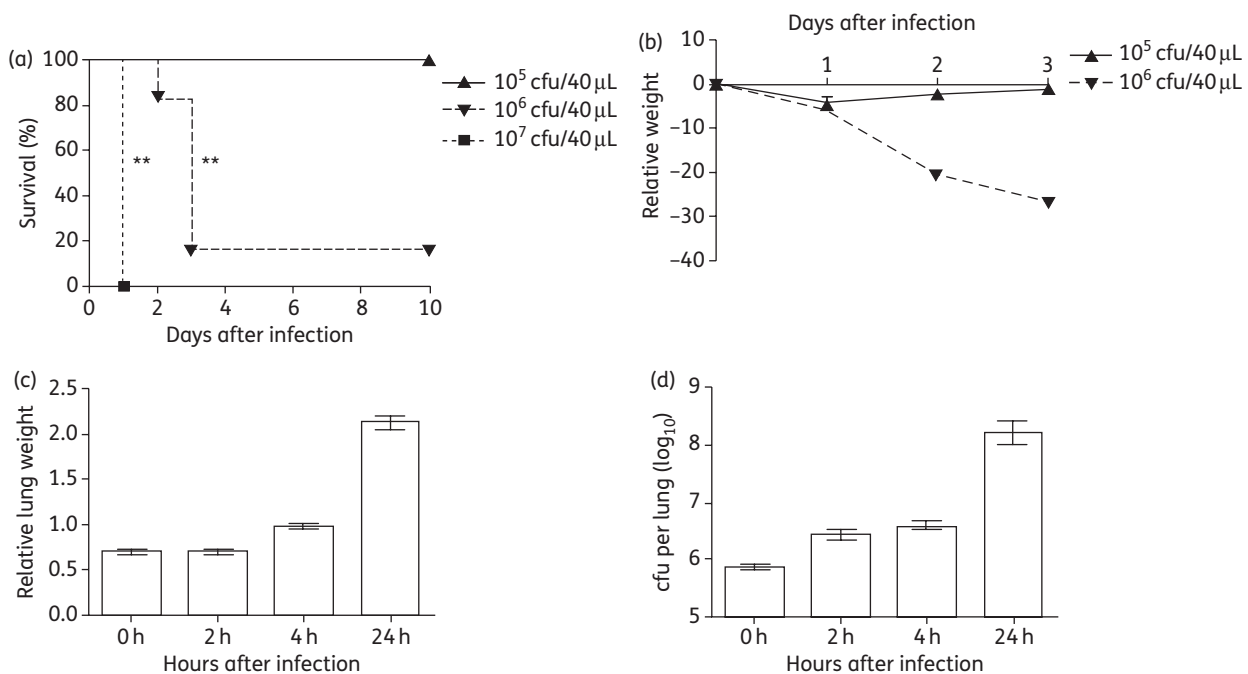 (a)
100
80
60
40
20
0
Survival (%)
**
**
0 2 4 6 8 10
Days after infection
10⁵ cfu/40 μL
10⁶ cfu/40 μL
10⁷ cfu/40 μL
(b)
Days after infection
10
0
–10
–20
–30
–40
Relative weight
1 2 3
10⁵ cfu/40 μL
10⁶ cfu/40 μL
(c)
2.5
2.0
1.5
1.0
0.5
0.0
Relative lung weight
0 h 2 h 4 h 24 h
Hours after infection
(d)
9
8
7
6
5
cfu per lung (log₁₀)
0 h 2 h 4 h 24 h
Hours after infection